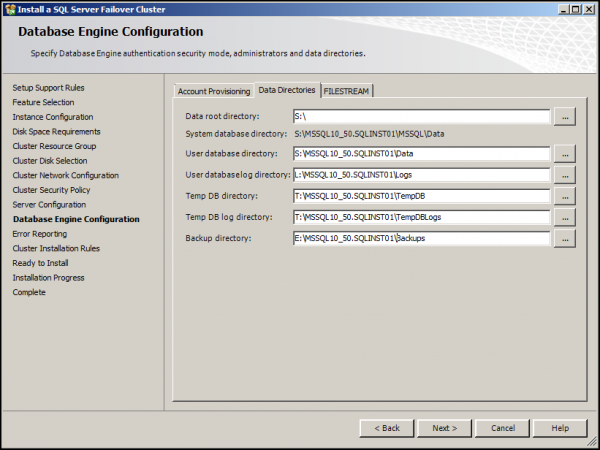 Install a SQL Server Failover Cluster
Database Engine Configuration
Specify Database Engine authentication security mode, administrators and data directories.
Setup Support Rules
Feature Selection
Instance Configuration
Disk Space Requirements
Cluster Resource Group
Cluster Disk Selection
Cluster Network Configuration
Cluster Security Policy
Server Configuration
Database Engine Configuration
Error Reporting
Cluster Installation Rules
Ready to Install
Installation Progress
Complete
Account Provisioning Data Directories FILESTREAM
Data root directory: S:\ ...
System database directory: S:\MSSQL10_50.SQLINST01\MSSQL\Data
User database directory: S:\MSSQL10_50.SQLINST01\Data ...
User database log directory: L:\MSSQL10_50.SQLINST01\Logs ...
Temp DB directory: T:\MSSQL10_50.SQLINST01\TempDB ...
Temp DB log directory: T:\MSSQL10_50.SQLINST01\TempDBLogs ...
Backup directory: E:\MSSQL10_50.SQLINST01\Backups ...
< Back Next > Cancel Help